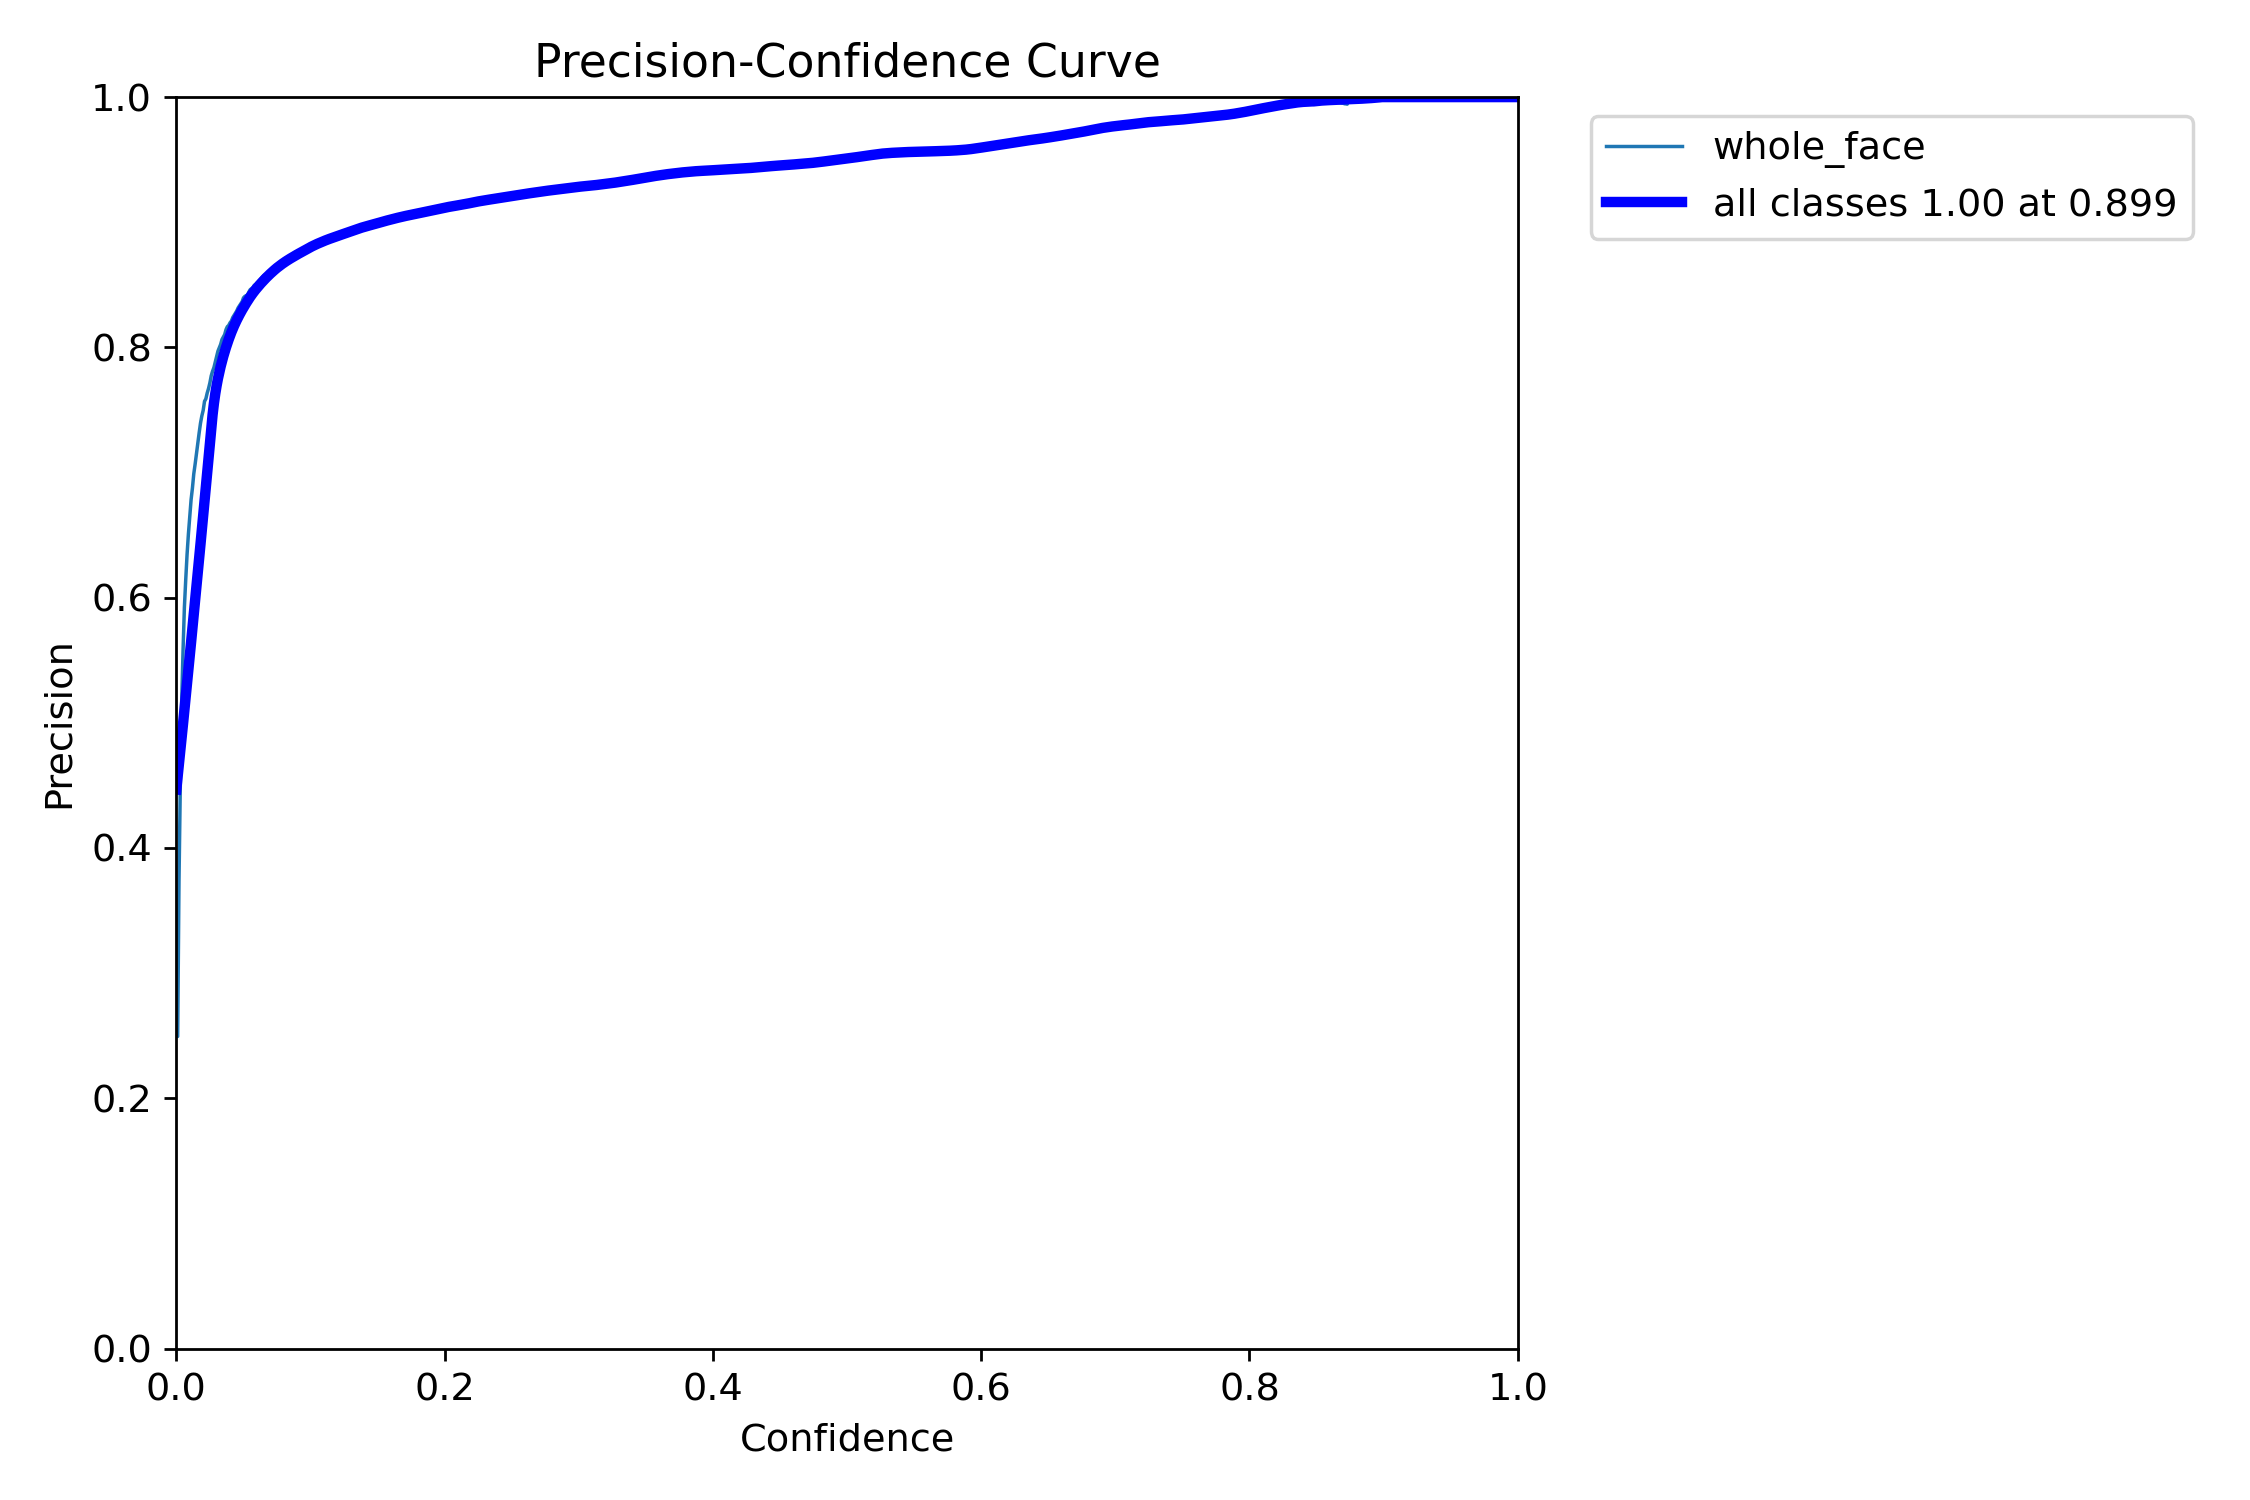 Precision-Confidence Curve
1.0
0.8
0.6
0.4
0.2
0.0
Precision
0.0 0.2 0.4 0.6 0.8 1.0
Confidence
whole_face
all classes 1.00 at 0.899